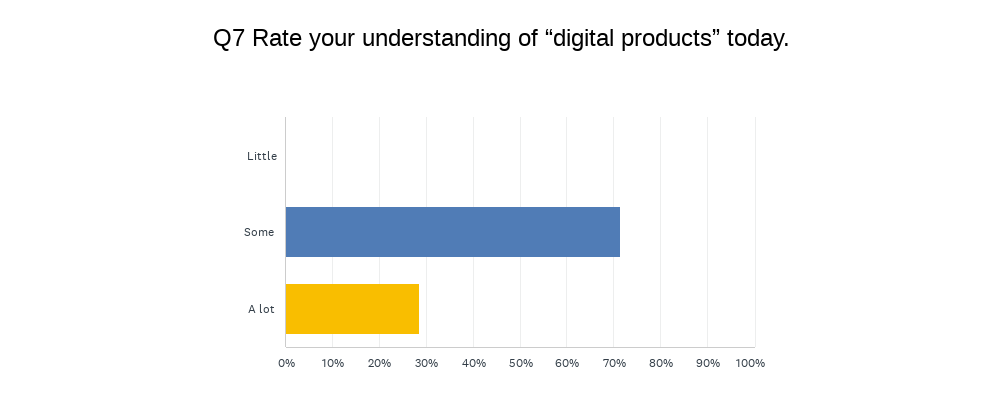 Q7 Rate your understanding of “digital products” today.
Little
Some
A lot
0% 10% 20% 30% 40% 50% 60% 70% 80% 90% 100%